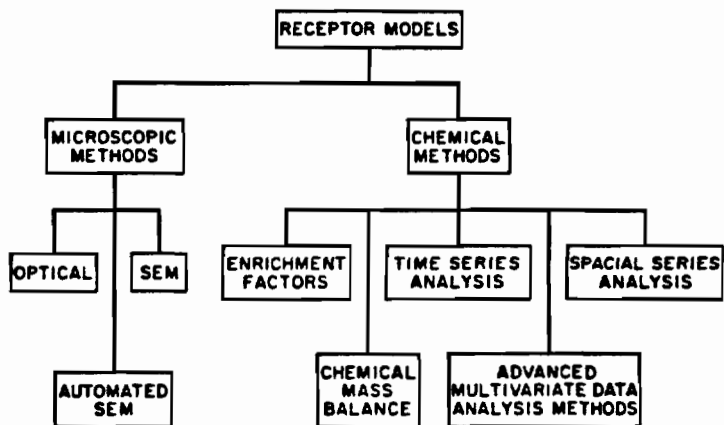 RECEPTOR MODELS
MICROSCOPIC
METHODS
CHEMICAL
METHODS
OPTICAL
SEM
ENRICHMENT
FACTORS
TIME SERIES
ANALYSIS
SPACIAL SERIES
ANALYSIS
AUTOMATED
SEM
CHEMICAL
MASS
BALANCE
ADVANCED
MULTIVARIATE DATA
ANALYSIS METHODS